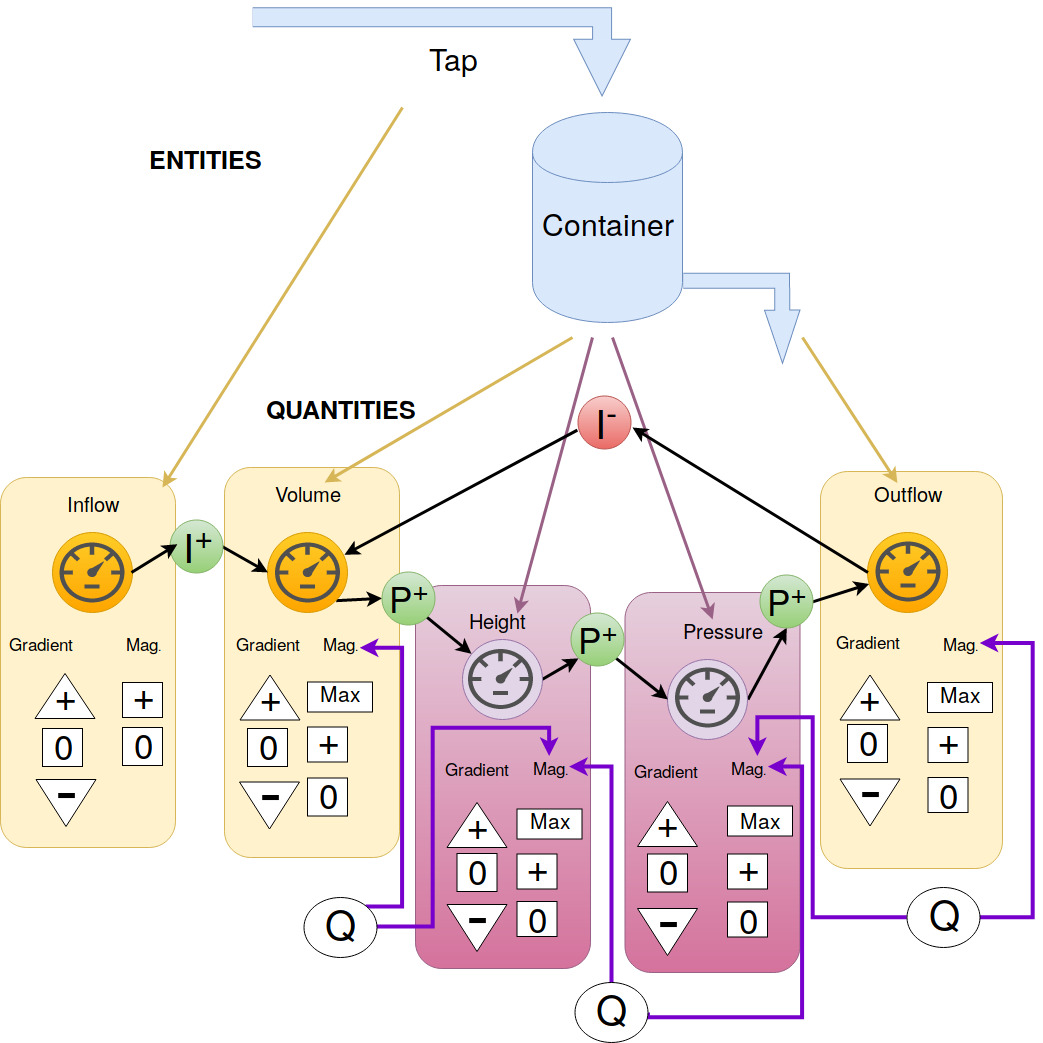 Tap
ENTITIES
Container
QUANTITIES
I-
Inflow
Volume
Outflow
I+
P+
P+
P+
Height
Pressure
Gradient Mag.
Gradient Mag.
Gradient Mag.
Gradient Mag.
Gradient Mag.
+ +
0 0
-
+ Max
0 +
- 0
+ Max
0 +
- 0
+ Max
0 +
- 0
+ Max
0 +
- 0
Q
Q
Q